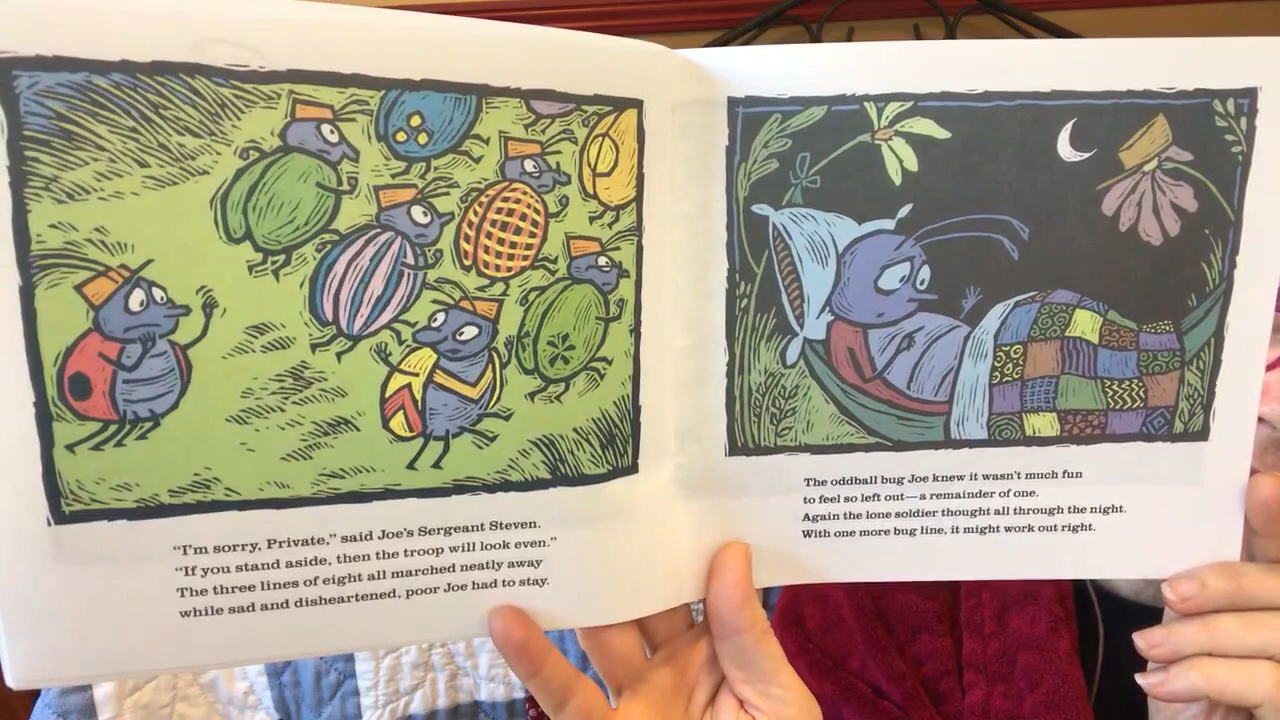 “I’m sorry, Private,” said Joe’s Sergeant Steven.
“If you stand aside, then the troop will look even.”
The three lines of eight all marched neatly away
while sad and disheartened, poor Joe had to stay.
The oddball bug Joe knew it wasn’t much fun
to feel so left out—a remainder of one.
Again the lone soldier thought all through the night.
With one more bug line, it might work out right.